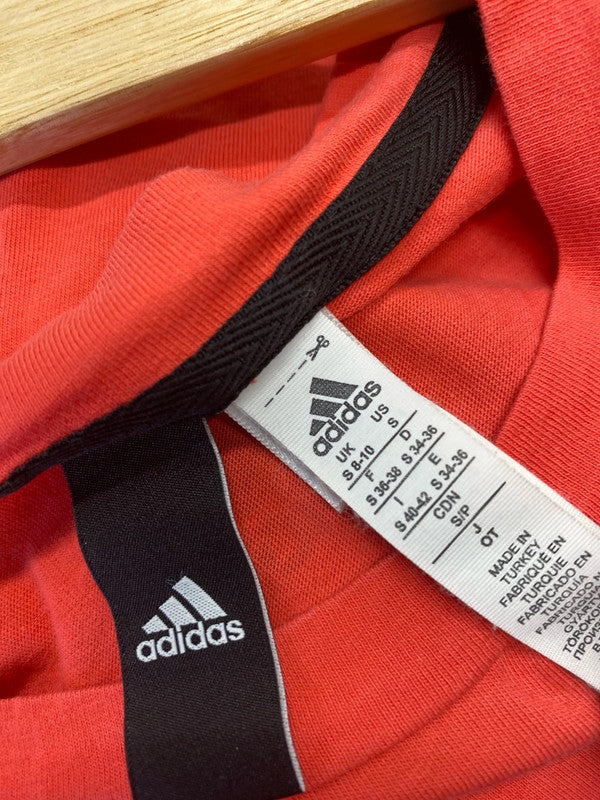 adidas
UK US
S 8-10 S
F D
S 36-38 S 34-36
I E
S 40-42 S 34-36
CDN
S/P
J
OT
MADE IN
TURKEY
FABRIQUÉ EN
TURQUIE
FABRICADO EN
TURQUÍA
FABRICADO
adidas